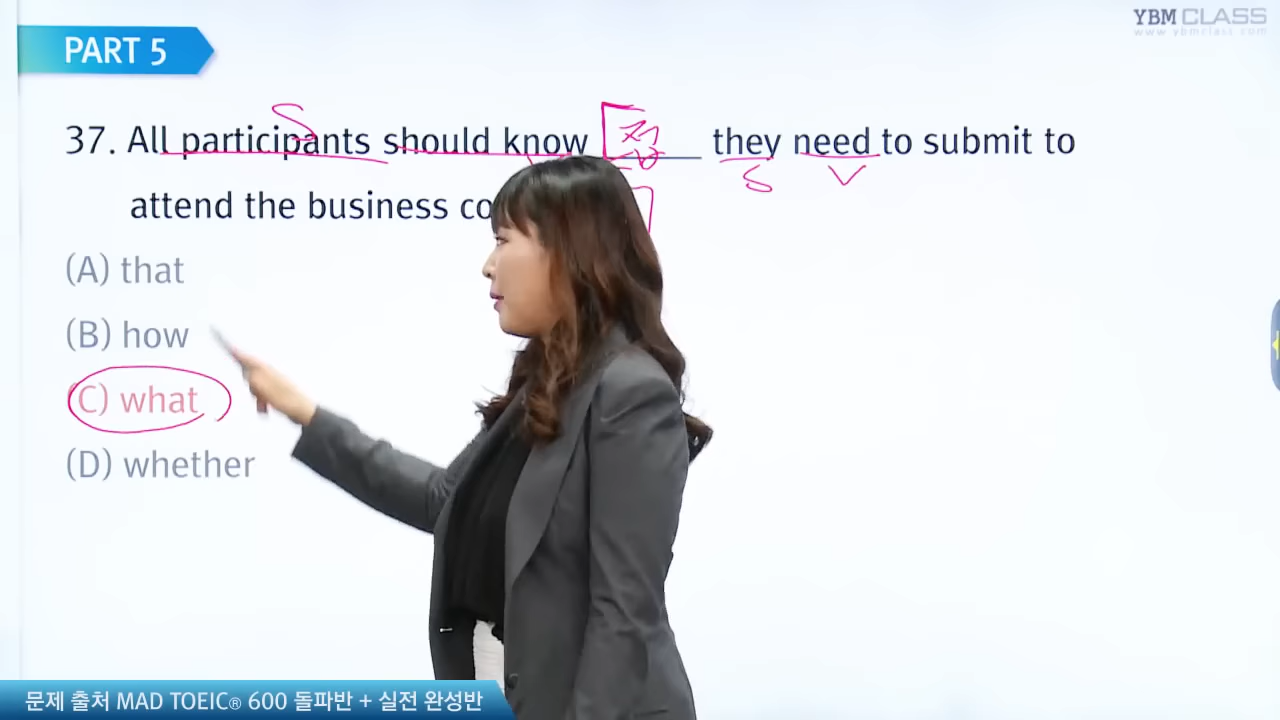 YBM CLASS
www.ybmclass.com
PART 5
37. All participants should know ____ they need to submit to
S
S
V
attend the business
(A) that
(B) how
(C) what
(D) whether
문제 출처 MAD TOEIC® 600 돌파반 + 실전 완성반